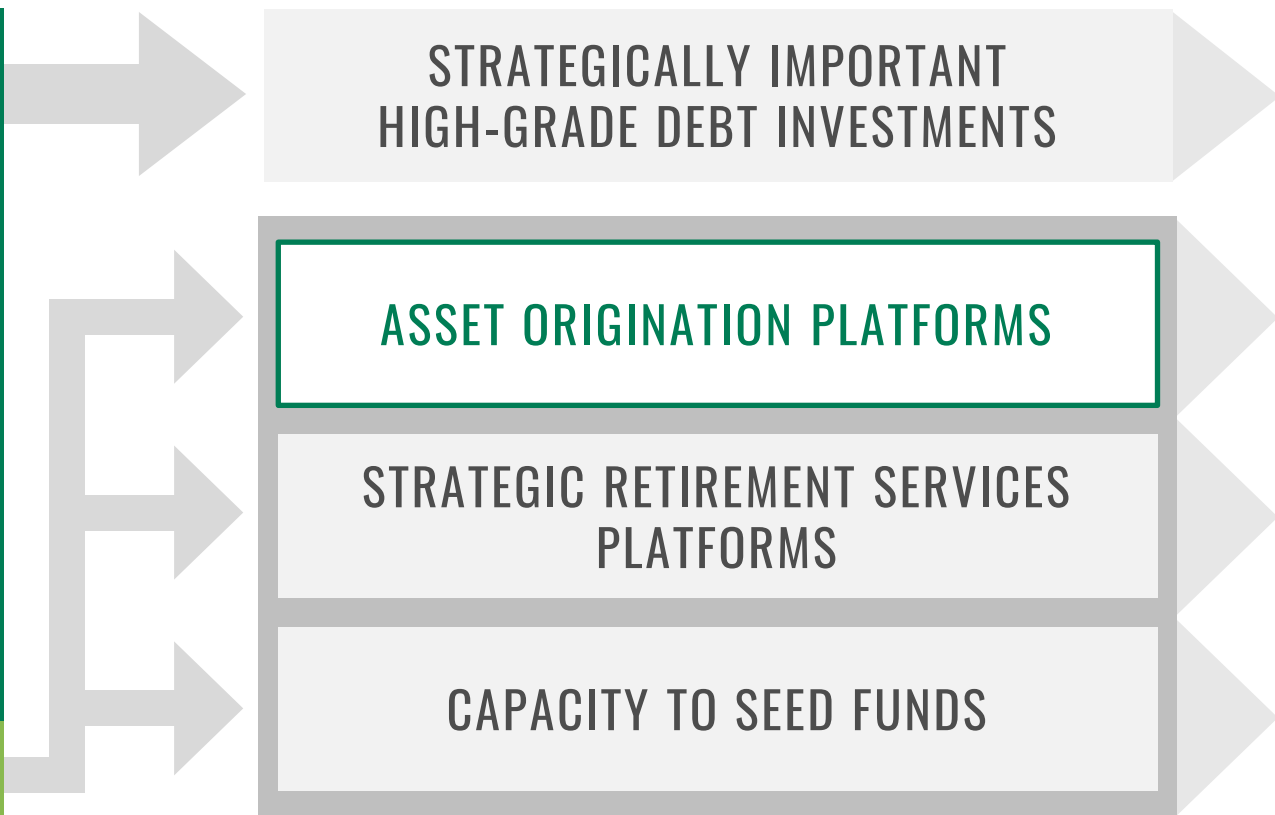 STRATEGICALLY IMPORTANT
HIGH-GRADE DEBT INVESTMENTS
ASSET ORIGINATION PLATFORMS
STRATEGIC RETIREMENT SERVICES
PLATFORMS
CAPACITY TO SEED FUNDS